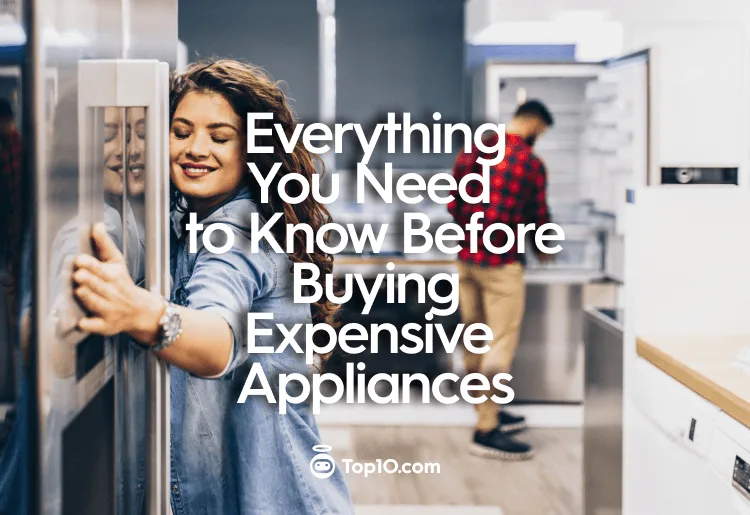 Everything
You Need
to Know Before
Buying
Expensive
Appliances
Top10.com